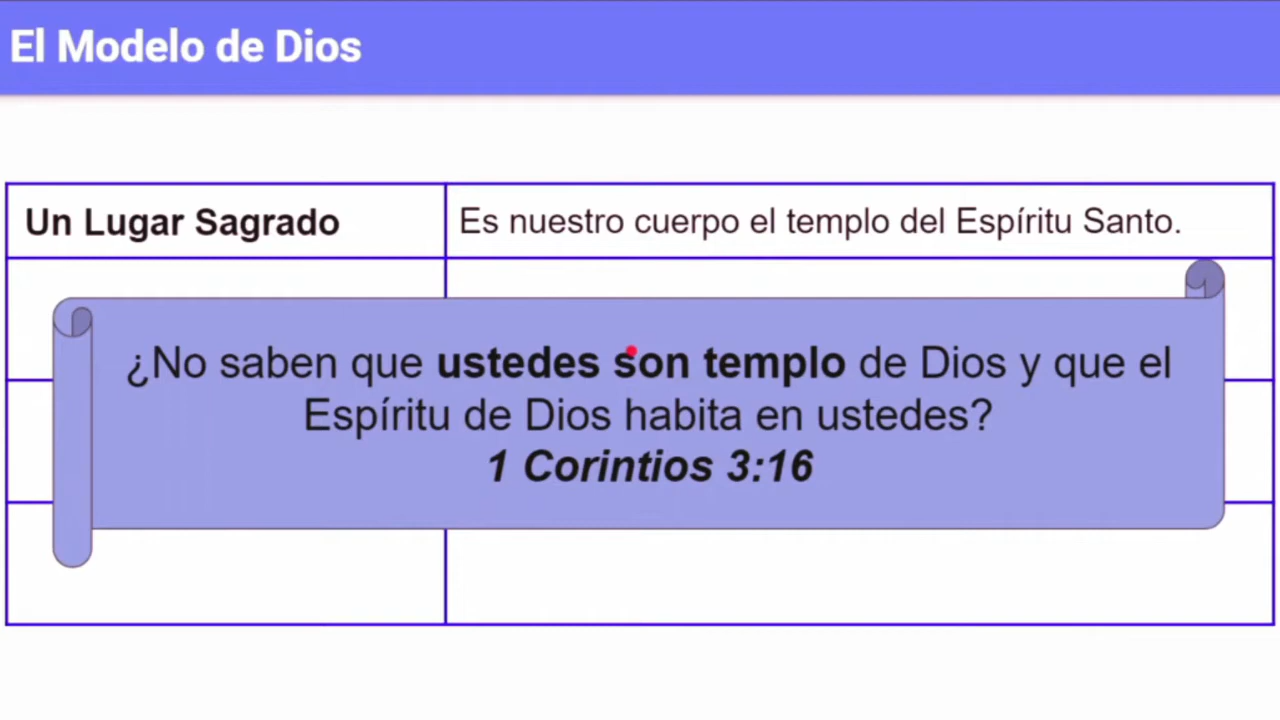 El Modelo de Dios
Un Lugar Sagrado
Es nuestro cuerpo el templo del Espíritu Santo.
¿No saben que ustedes son templo de Dios y que el
Espíritu de Dios habita en ustedes?
1 Corintios 3:16